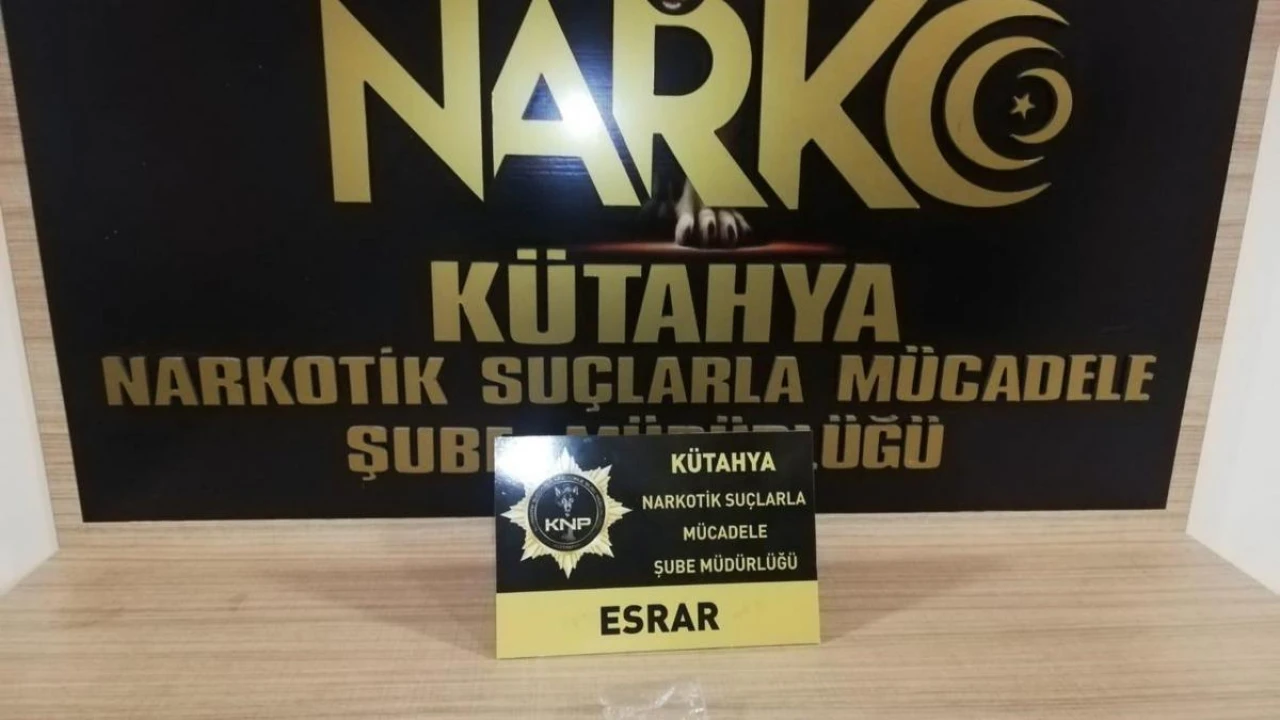 NARKO
KÜTAHYA
NARKOTİK SUÇLARLA MÜCADELE
ŞUBE MÜDÜRLÜĞÜ
KNP
KÜTAHYA
NARKOTİK SUÇLARLA
MÜCADELE
ŞUBE MÜDÜRLÜĞÜ
ESRAR